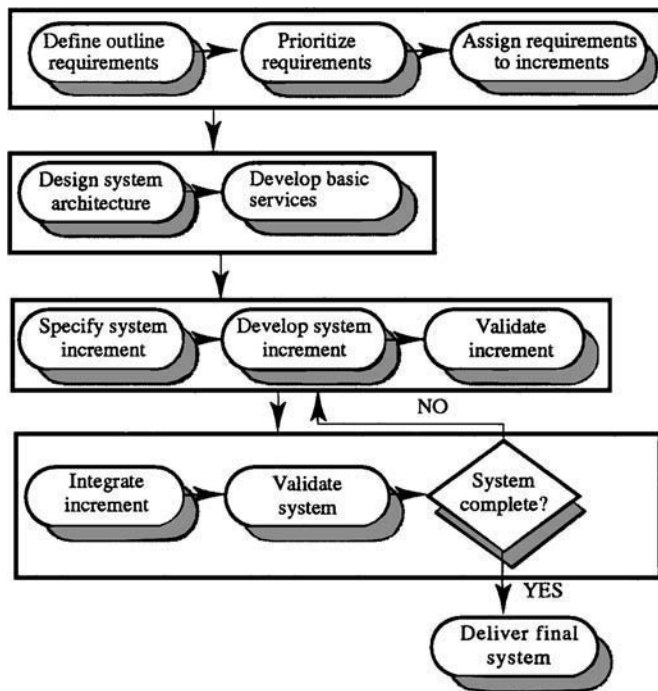 Define outline
requirements
Prioritize
requirements
Assign requirements
to increments
Design system
architecture
Develop basic
services
Specify system
increment
Develop system
increment
Validate
increment
NO
Integrate
increment
Validate
system
System
complete?
YES
Deliver final
system